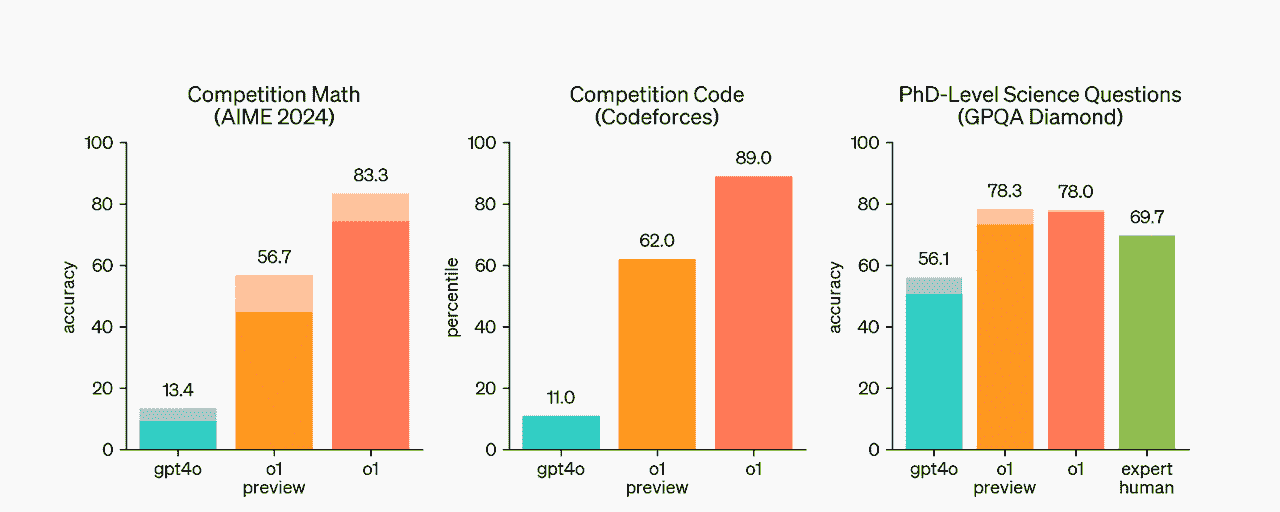 Competition Math
(AIME 2024)
100
80
60
40
20
0
accuracy
13.4
56.7
83.3
gpt4o
o1
preview
o1
Competition Code
(Codeforces)
100
80
60
40
20
0
percentile
11.0
62.0
89.0
gpt4o
o1
preview
o1
PhD-Level Science Questions
(GPQA Diamond)
100
80
60
40
20
0
accuracy
56.1
78.3
78.0
69.7
gpt4o
o1
preview
o1
expert
human